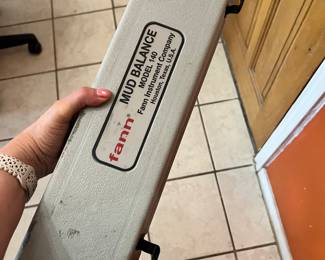 MUD BALANCE
MODEL 140
Fann Instrument Company
Houston, Texas, U.S.A.
fann®